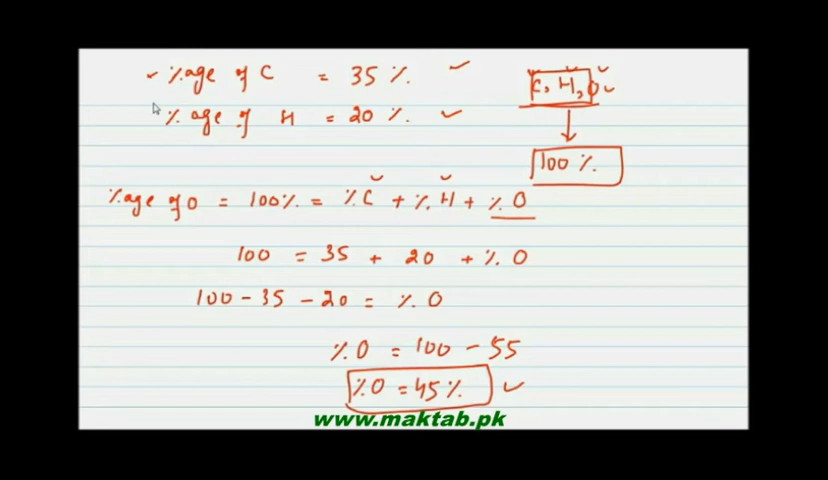 ✓ %age of C = 35 % ✓
% age of H = 20 % ✓
C, H, O ✓
100 %
%age of O = 100% = % C + % H + % O
100 = 35 + 20 + % O
100 - 35 - 20 = % O
% O = 100 - 55
% O = 45 % ✓
www.maktab.pk